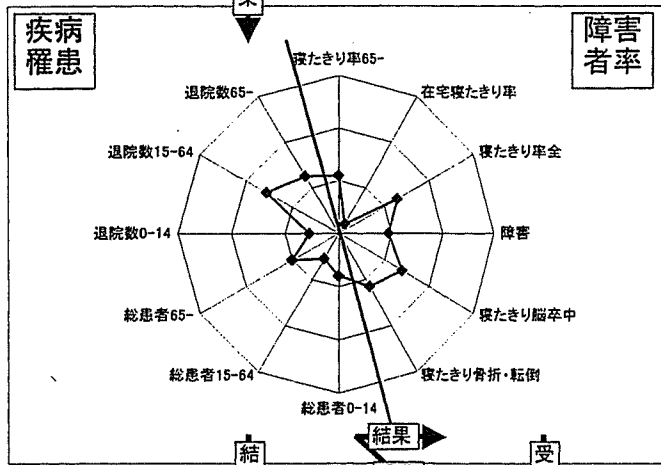 疾病
罹患
障害
者率
寝たきり率65-
在宅寝たきり率
寝たきり率全
障害
寝たきり脳卒中
寝たきり骨折・転倒
総患者0-14
総患者15-64
総患者65-
退院数0-14
退院数15-64
退院数65-
結果
結
受